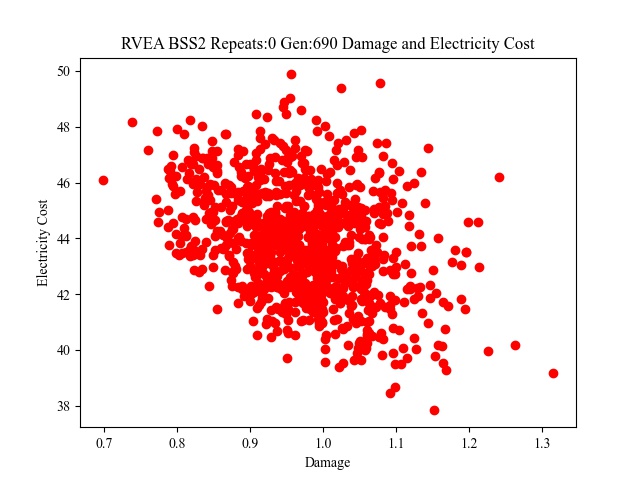 RVEA BSS2 Repeats:0 Gen:690 Damage and Electricity Cost
50
48
46
44
42
40
38
Electricity Cost
0.7 0.8 0.9 1.0 1.1 1.2 1.3
Damage